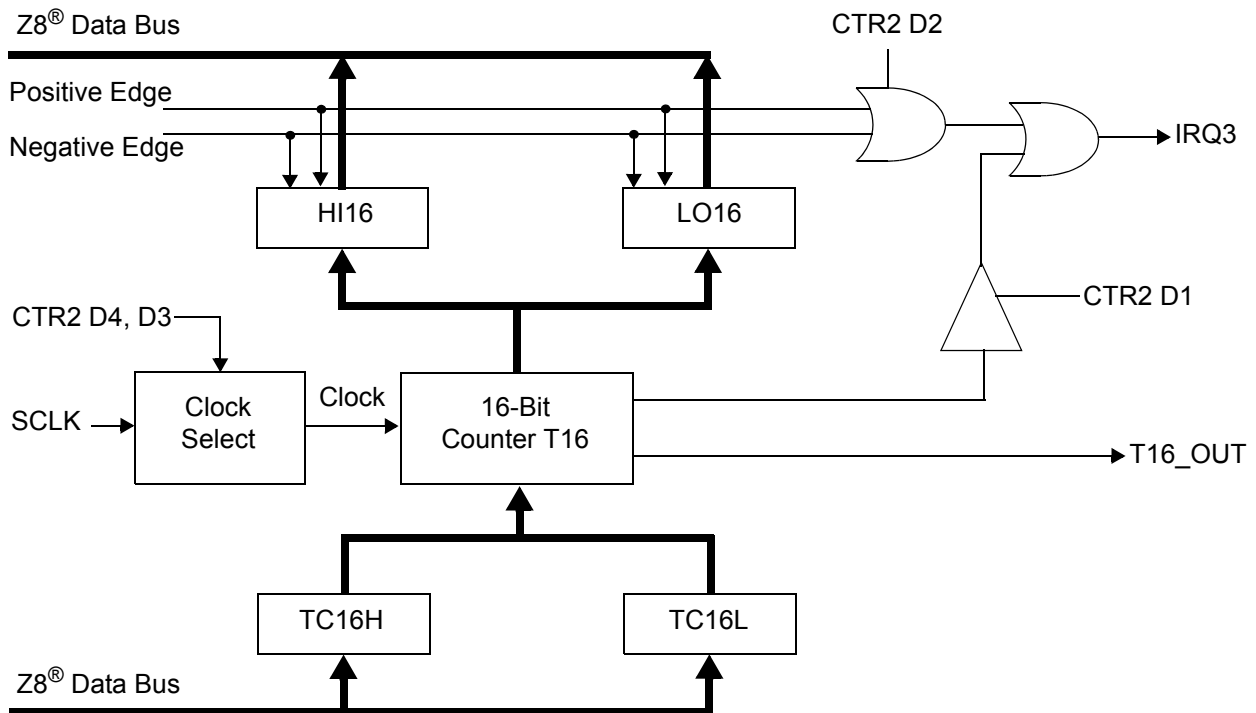 Z8® Data Bus
CTR2 D2
Positive Edge
Negative Edge
IRQ3
HI16
LO16
CTR2 D4, D3
CTR2 D1
SCLK
Clock
Select
Clock
16-Bit
Counter T16
T16_OUT
TC16H
TC16L
Z8® Data Bus